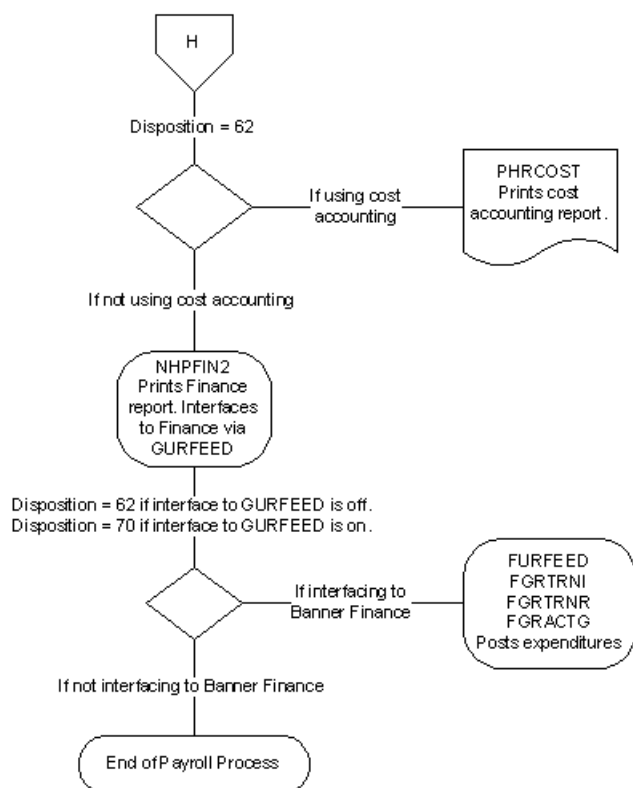 H
Disposition = 62
If using cost
accounting
PHRCOST
Prints cost
accounting report.
If not using cost accounting
NHPFIN2
Prints Finance
report. Interfaces
to Finance via
GURFEED
Disposition = 62 if interface to GURFEED is off.
Disposition = 70 if interface to GURFEED is on.
If interfacing to
Banner Finance
FURFEED
FGRTRNI
FGRTRNR
FGRACTG
Posts expenditures
If not interfacing to Banner Finance
End of Payroll Process